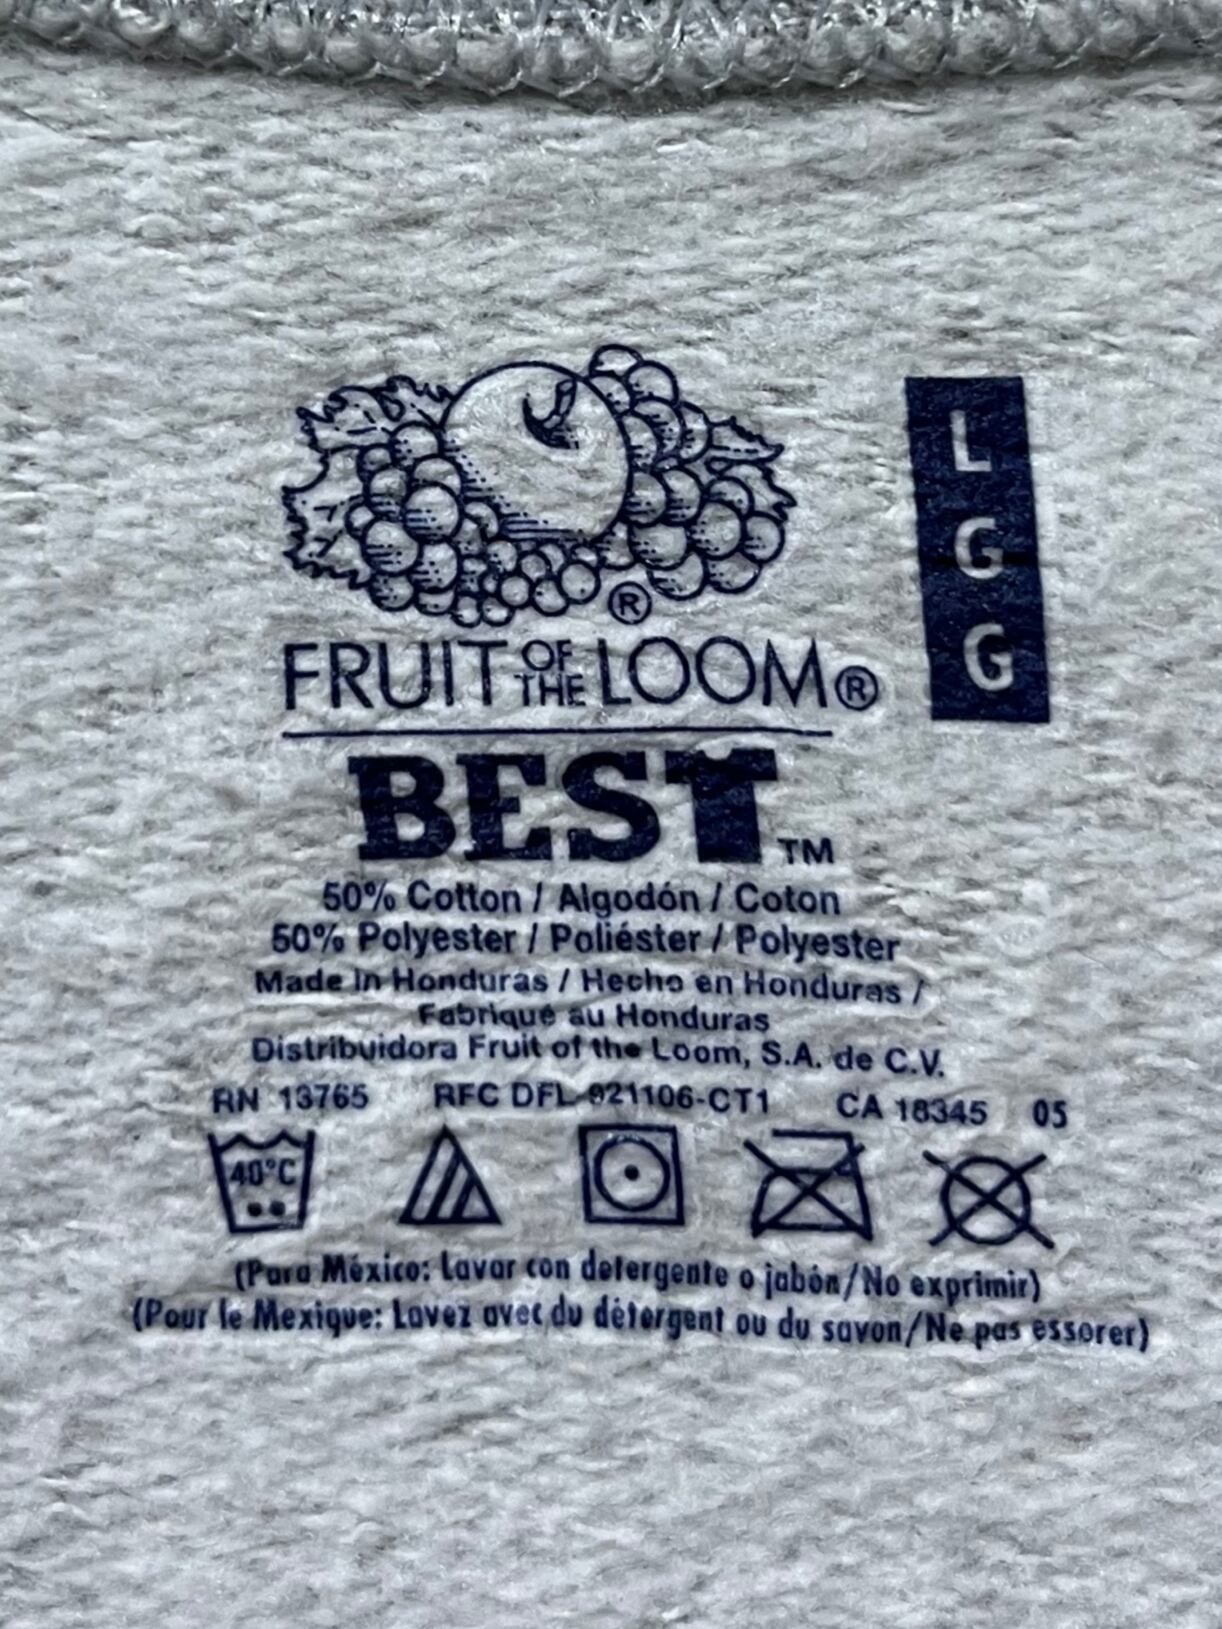 L
G
G
®
FRUIT OF THE LOOM®
BEST™
50% Cotton / Algodón / Coton
50% Polyester / Poliéster / Polyester
Made in Honduras / Hecho en Honduras /
Fabriqué au Honduras
Distribuidora Fruit of the Loom, S.A. de C.V.
RN 13765 RFC DFL-921106-CT1 CA 18345 05
40°C
(Para México: Lavar con detergente o jabón/No exprimir)
(Pour le Mexique: Lavez avec du détergent ou du savon/Ne pas essorer)